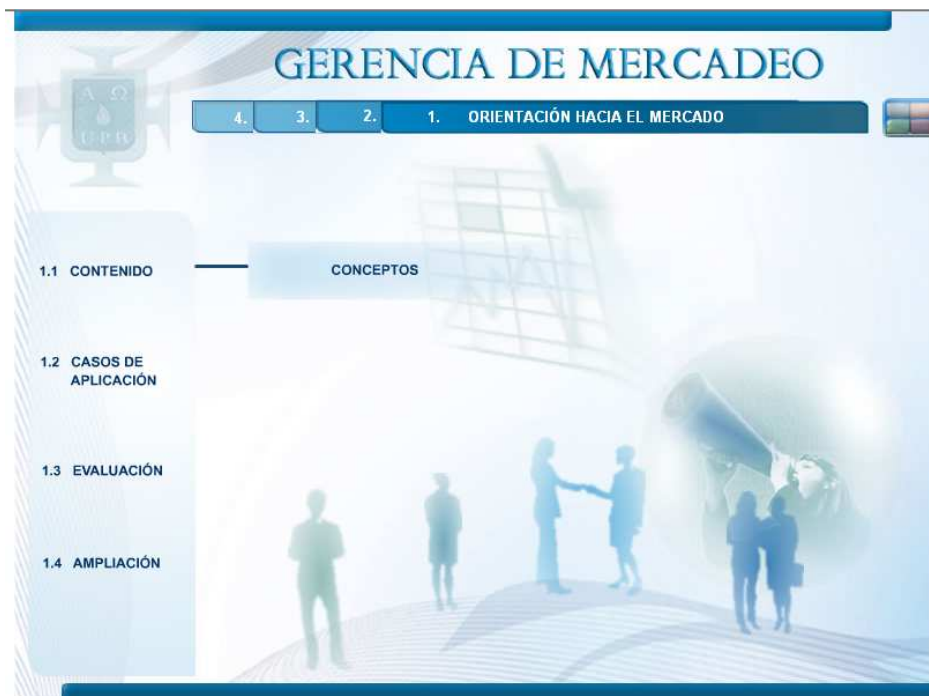 GERENCIA DE MERCADEO
Α Ω
U.P.B
4. 3. 2. 1. ORIENTACIÓN HACIA EL MERCADO
1.1 CONTENIDO
CONCEPTOS
1.2 CASOS DE
APLICACIÓN
1.3 EVALUACIÓN
1.4 AMPLIACIÓN